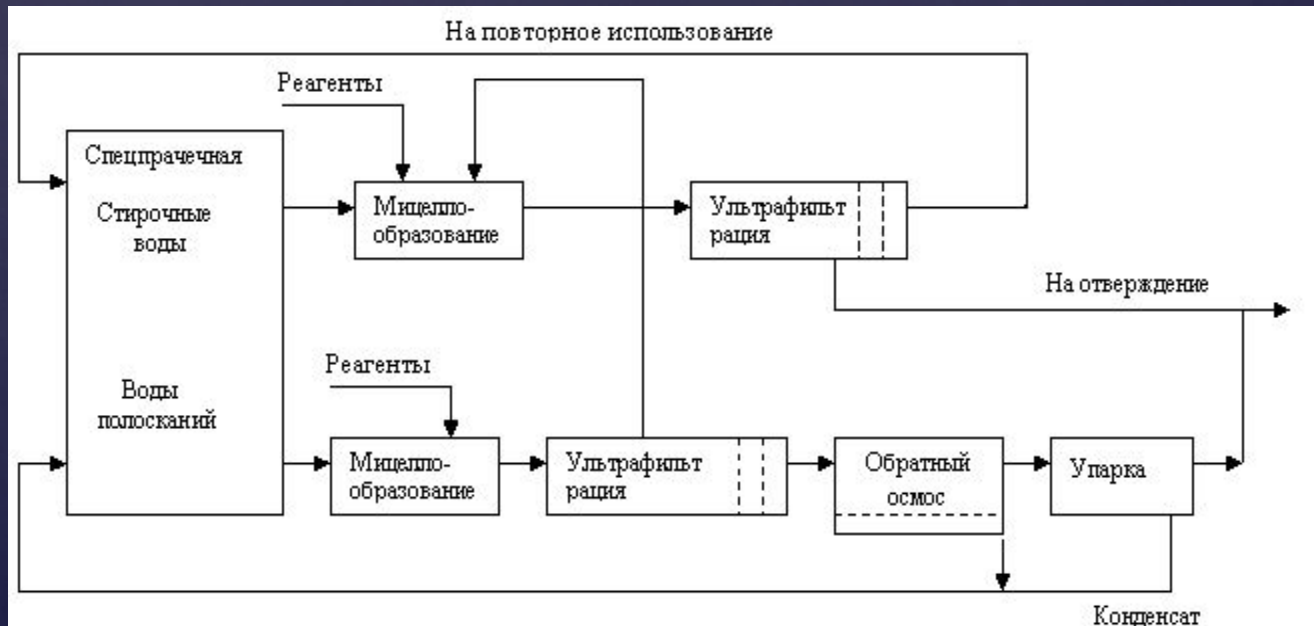 На повторное использование
Реагенты
Спецпрачечная
Стирочные
воды
Мицелло-
образование
Ультрафильт
рация
На отверждение
Реагенты
Воды
полосканий
Мицелло-
образование
Ультрафильт
рация
Обратный
осмос
Упарка
Конденсат